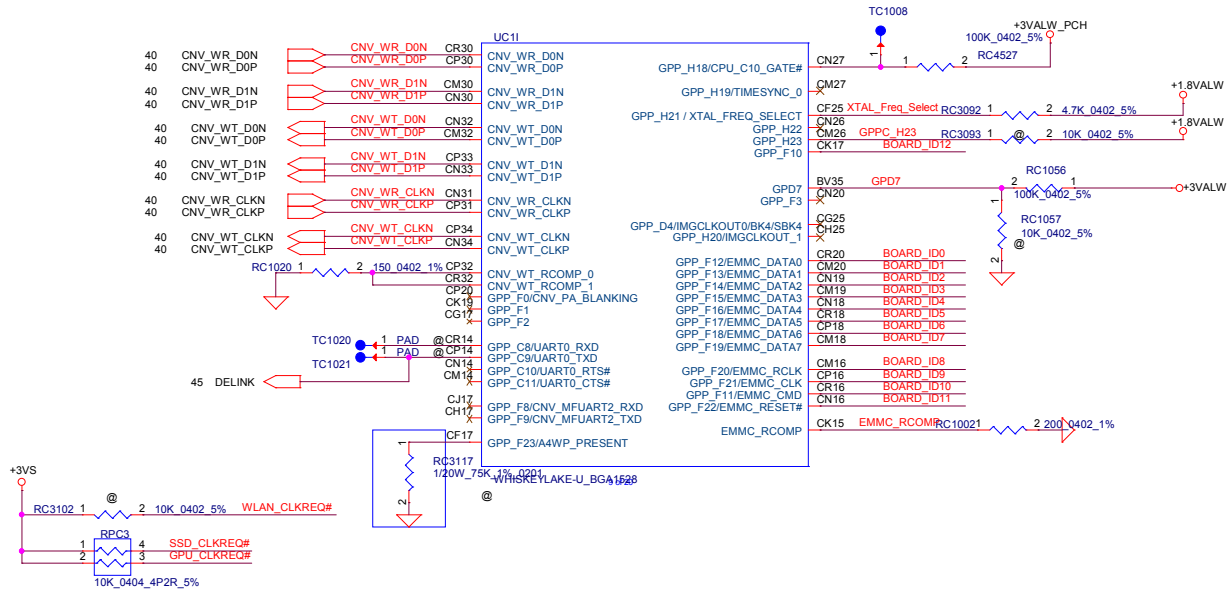 TC1008
+3VALW_PCH
100K_0402_5%
1 2
RC4527
1
UC1I
40 CNV_WR_D0N CNV_WR_D0N CR30 CNV_WR_D0N
40 CNV_WR_D0P CNV_WR_D0P CP30 CNV_WR_D0P
40 CNV_WR_D1N CNV_WR_D1N CM30 CNV_WR_D1N
40 CNV_WR_D1P CNV_WR_D1P CN30 CNV_WR_D1P
40 CNV_WT_D0N CNV_WT_D0N CN32 CNV_WT_D0N
40 CNV_WT_D0P CNV_WT_D0P CM32 CNV_WT_D0P
40 CNV_WT_D1N CNV_WT_D1N CP33 CNV_WT_D1N
40 CNV_WT_D1P CNV_WT_D1P CN33 CNV_WT_D1P
40 CNV_WR_CLKN CNV_WR_CLKN CN31 CNV_WR_CLKN
40 CNV_WR_CLKP CNV_WR_CLKP CP31 CNV_WR_CLKP
40 CNV_WT_CLKN CNV_WT_CLKN CP34 CNV_WT_CLKN
40 CNV_WT_CLKP CNV_WT_CLKP CN34 CNV_WT_CLKP
RC1020 1 2 150_0402_1% CP32 CNV_WT_RCOMP_0
CR32 CNV_WT_RCOMP_1
CP20 GPP_F0/CNV_PA_BLANKING
CK19 GPP_F1
CG17 GPP_F2
TC1020 1 PAD @ CR14 GPP_C8/UART0_RXD
TC1021 1 PAD @ CP14 GPP_C9/UART0_TXD
CN14 GPP_C10/UART0_RTS#
45 DELINK CM14 GPP_C11/UART0_CTS#
CJ17 GPP_F8/CNV_MFUART2_RXD
CH17 GPP_F9/CNV_MFUART2_TXD
CF17 GPP_F23/A4WP_PRESENT
1
RC3117
1/20W_75K_1%_0201
2
GPP_H18/CPU_C10_GATE# CN27
GPP_H19/TIMESYNC_0 CM27
GPP_H21 / XTAL_FREQ_SELECT CF25 XTAL_Freq_Select RC3092 1 2 4.7K_0402_5% +1.8VALW
GPP_H22 CN26
GPP_H23 CM26 GPPC_H23 RC3093 1 @ 2 10K_0402_5% +1.8VALW
GPP_F10 CK17 BOARD_ID12
GPD7 BV35 GPD7
RC1056
2 1
100K_0402_5%
+3VALW
GPP_F3 CN20
1
RC1057
10K_0402_5%
@
2
GPP_D4/IMGCLKOUT0/BK4/SBK4 CG25
GPP_H20/IMGCLKOUT_1 CH25
GPP_F12/EMMC_DATA0 CR20 BOARD_ID0
GPP_F13/EMMC_DATA1 CM20 BOARD_ID1
GPP_F14/EMMC_DATA2 CN19 BOARD_ID2
GPP_F15/EMMC_DATA3 CM19 BOARD_ID3
GPP_F16/EMMC_DATA4 CN18 BOARD_ID4
GPP_F17/EMMC_DATA5 CR18 BOARD_ID5
GPP_F18/EMMC_DATA6 CP18 BOARD_ID6
GPP_F19/EMMC_DATA7 CM18 BOARD_ID7
GPP_F20/EMMC_RCLK CM16 BOARD_ID8
GPP_F21/EMMC_CLK CP16 BOARD_ID9
GPP_F11/EMMC_CMD CR16 BOARD_ID10
GPP_F22/EMMC_RESET# CN16 BOARD_ID11
EMMC_RCOMP CK15 EMMC_RCOMP RC1002 1 2 200_0402_1%
WHISKEYLAKE-U_BGA1528
@
+3VS
RC3102 1 @ 2 10K_0402_5% WLAN_CLKREQ#
RPC3
1 4 SSD_CLKREQ#
2 3 GPU_CLKREQ#
10K_0404_4P2R_5%